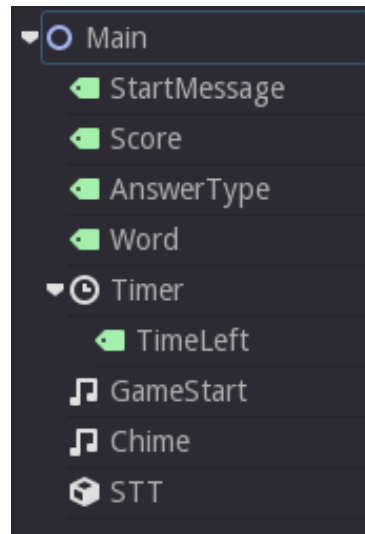 Main
StartMessage
Score
AnswerType
Word
Timer
TimeLeft
GameStart
Chime
STT